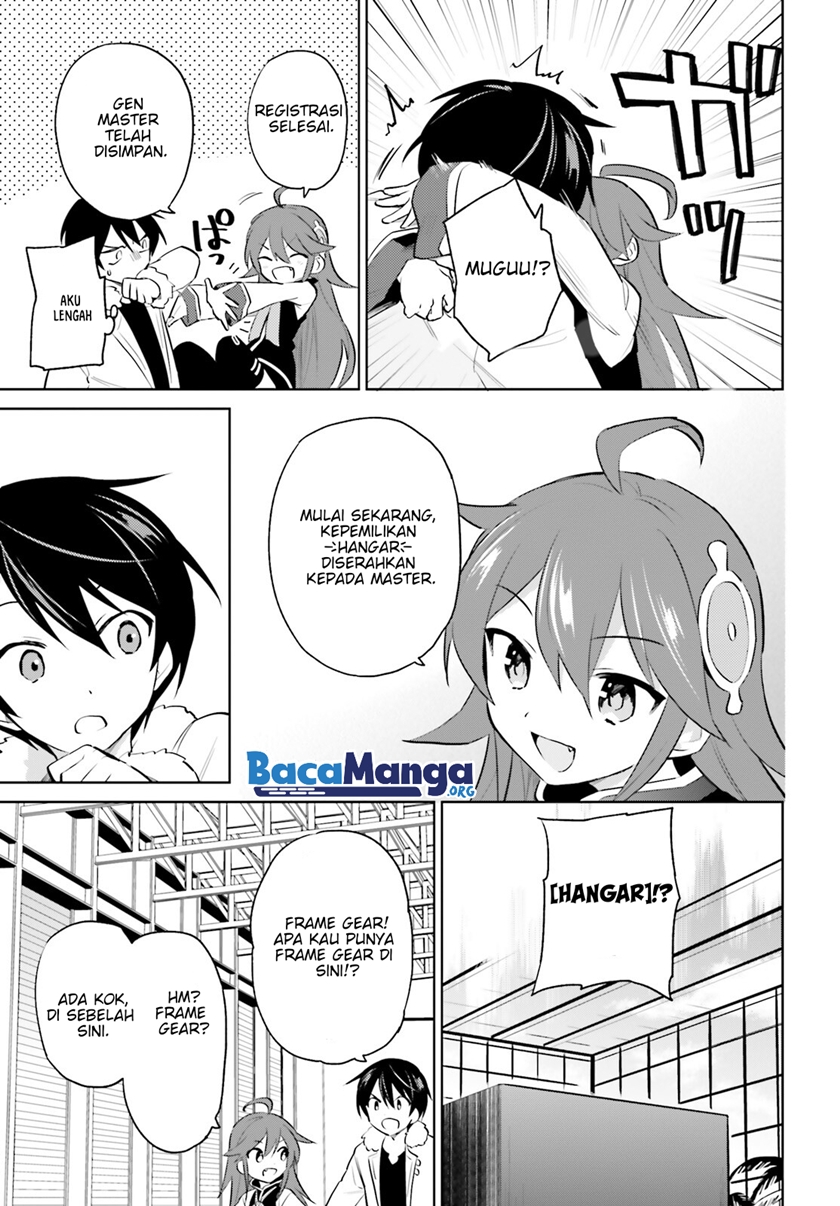 ガッ
MUGUU!?
REGISTRASI
SELESAI.
GEN
MASTER
TELAH
DISIMPAN.
ぱっ
AKU
LENGAH
MULAI SEKARANG,
KEPEMILIKAN
HANGAR
DISERAHKAN
KEPADA MASTER.
BACAMANGA
.ORG
[HANGAR]!?
FRAME GEAR!
APA KAU PUNYA
FRAME GEAR DI
SINI!?
HM?
FRAME
GEAR?
ADA KOK,
DI SEBELAH
SINI.